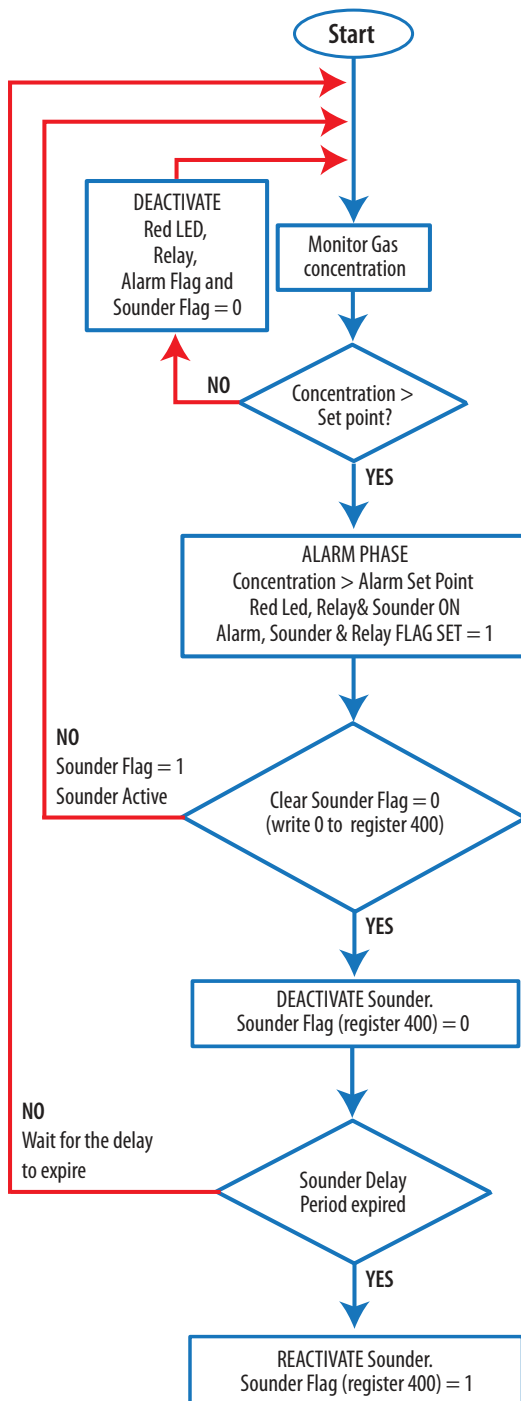 Start
DEACTIVATE
Red LED,
Relay,
Alarm Flag and
Sounder Flag = 0
Monitor Gas
concentration
NO
Concentration >
Set point?
YES
ALARM PHASE
Concentration > Alarm Set Point
Red Led, Relay& Sounder ON
Alarm, Sounder & Relay FLAG SET = 1
NO
Sounder Flag = 1
Sounder Active
Clear Sounder Flag = 0
(write 0 to register 400)
YES
DEACTIVATE Sounder.
Sounder Flag (register 400) = 0
NO
Wait for the delay
to expire
Sounder Delay
Period expired
YES
REACTIVATE Sounder.
Sounder Flag (register 400) = 1